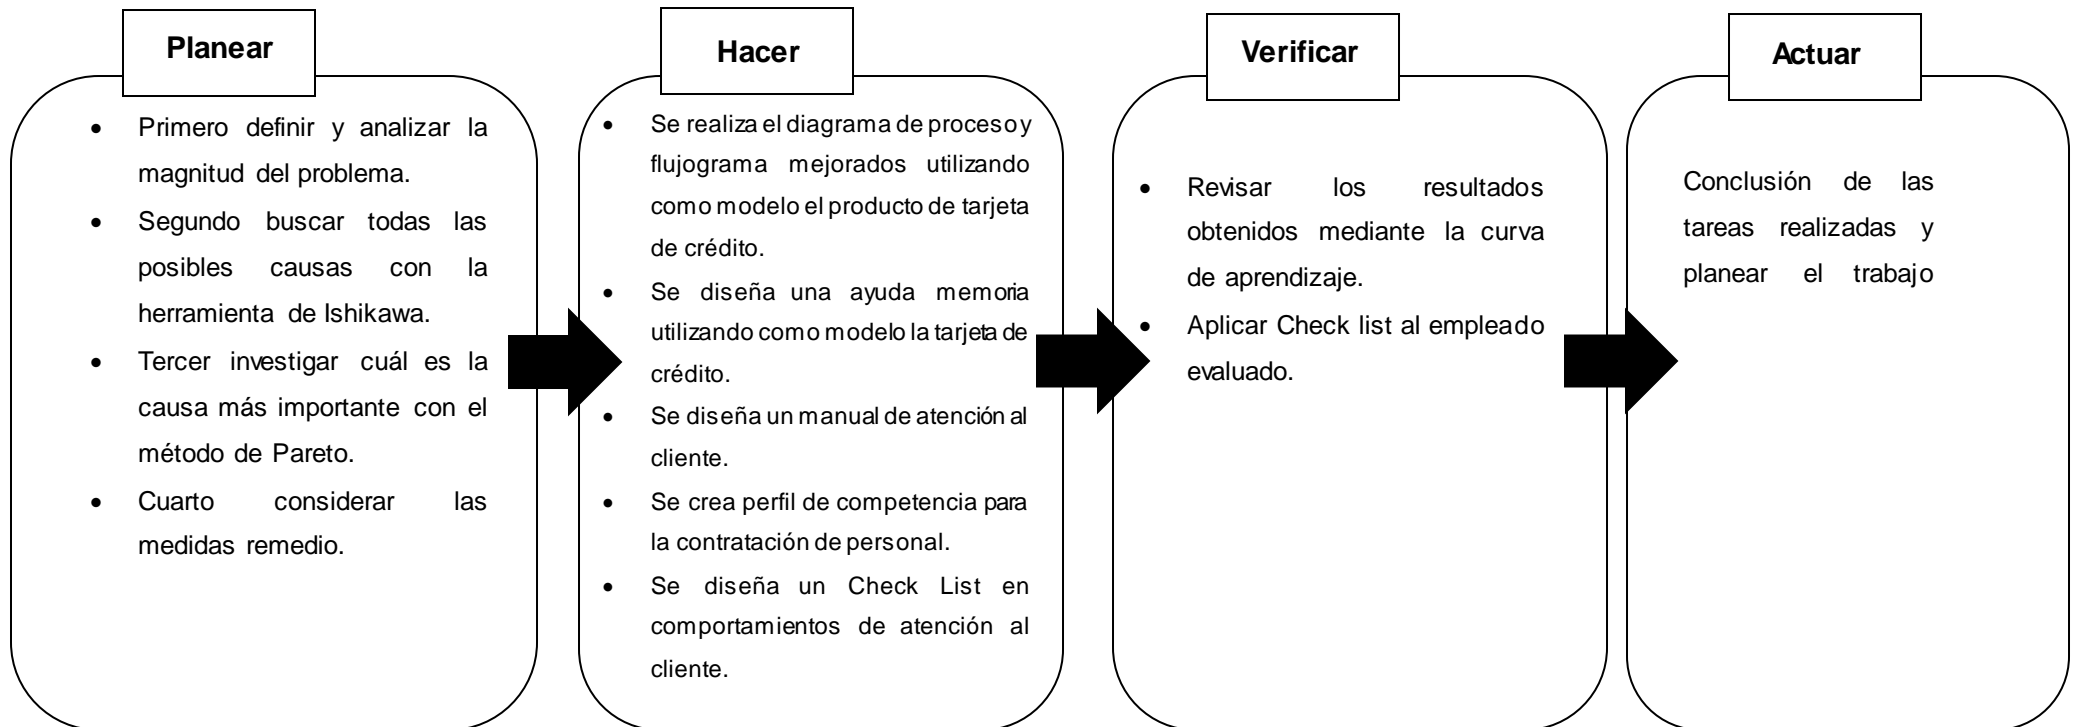 Planear
• Primero definir y analizar la
magnitud del problema.
• Segundo buscar todas las
posibles causas con la
herramienta de Ishikawa.
• Tercer investigar cuál es la
causa más importante con el
método de Pareto.
• Cuarto considerar las
medidas remedio.
Hacer
• Se realiza el diagrama de proceso y
flujograma mejorados utilizando
como modelo el producto de tarjeta
de crédito.
• Se diseña una ayuda memoria
utilizando como modelo la tarjeta de
crédito.
• Se diseña un manual de atención al
cliente.
• Se crea perfil de competencia para
la contratación de personal.
• Se diseña un Check List en
comportamientos de atención al
cliente.
Verificar
• Revisar los resultados
obtenidos mediante la curva
de aprendizaje.
• Aplicar Check list al empleado
evaluado.
Actuar
Conclusión de las
tareas realizadas y
planear el trabajo